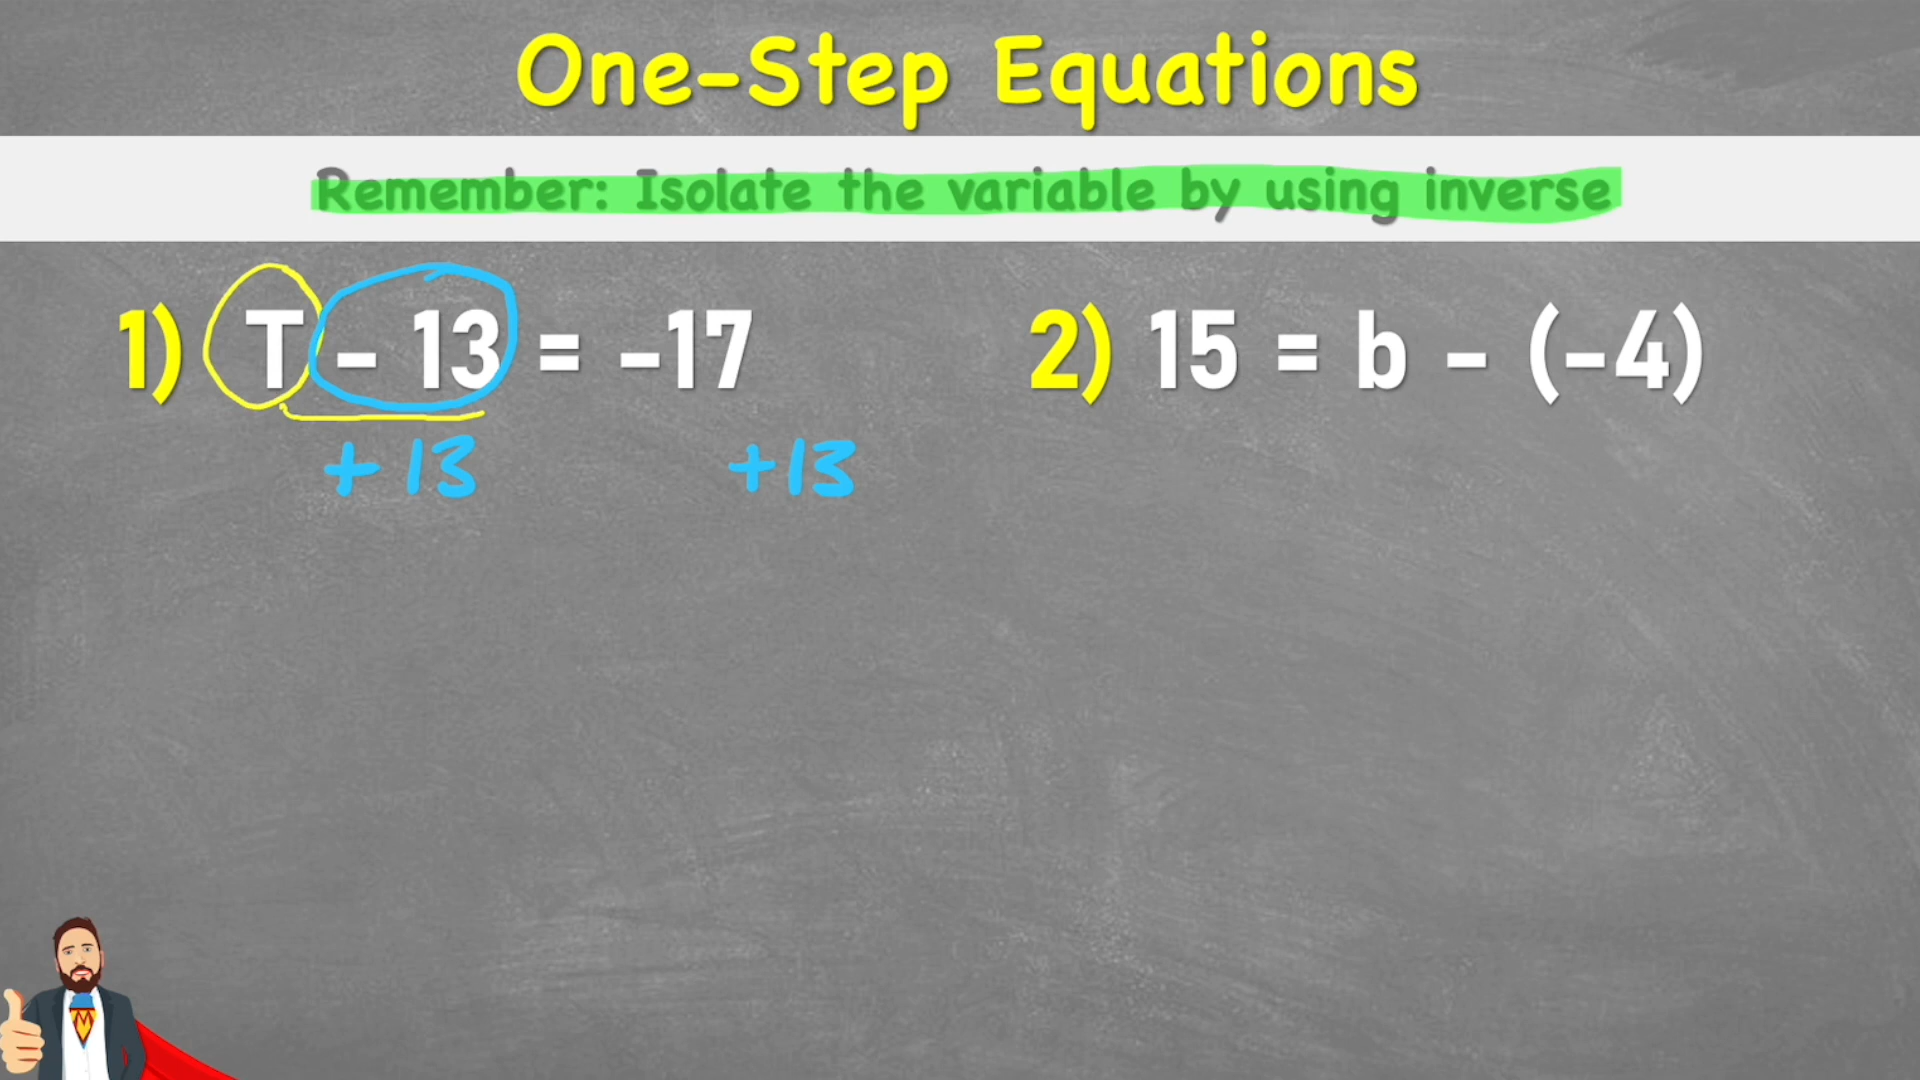 One-Step Equations
Remember: Isolate the variable by using inverse
1) T - 13 = -17
+ 13 +13
2) 15 = b - (-4)
M